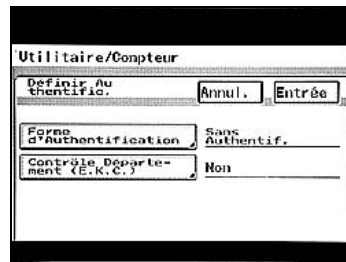 Utilitaire/Compteur
Définir Au
thentific.
Annul.
Entrée
Forme
d'Authentification
Sans
Authentif.
Contrôle Départe-
ment (E.K.C.)
Non